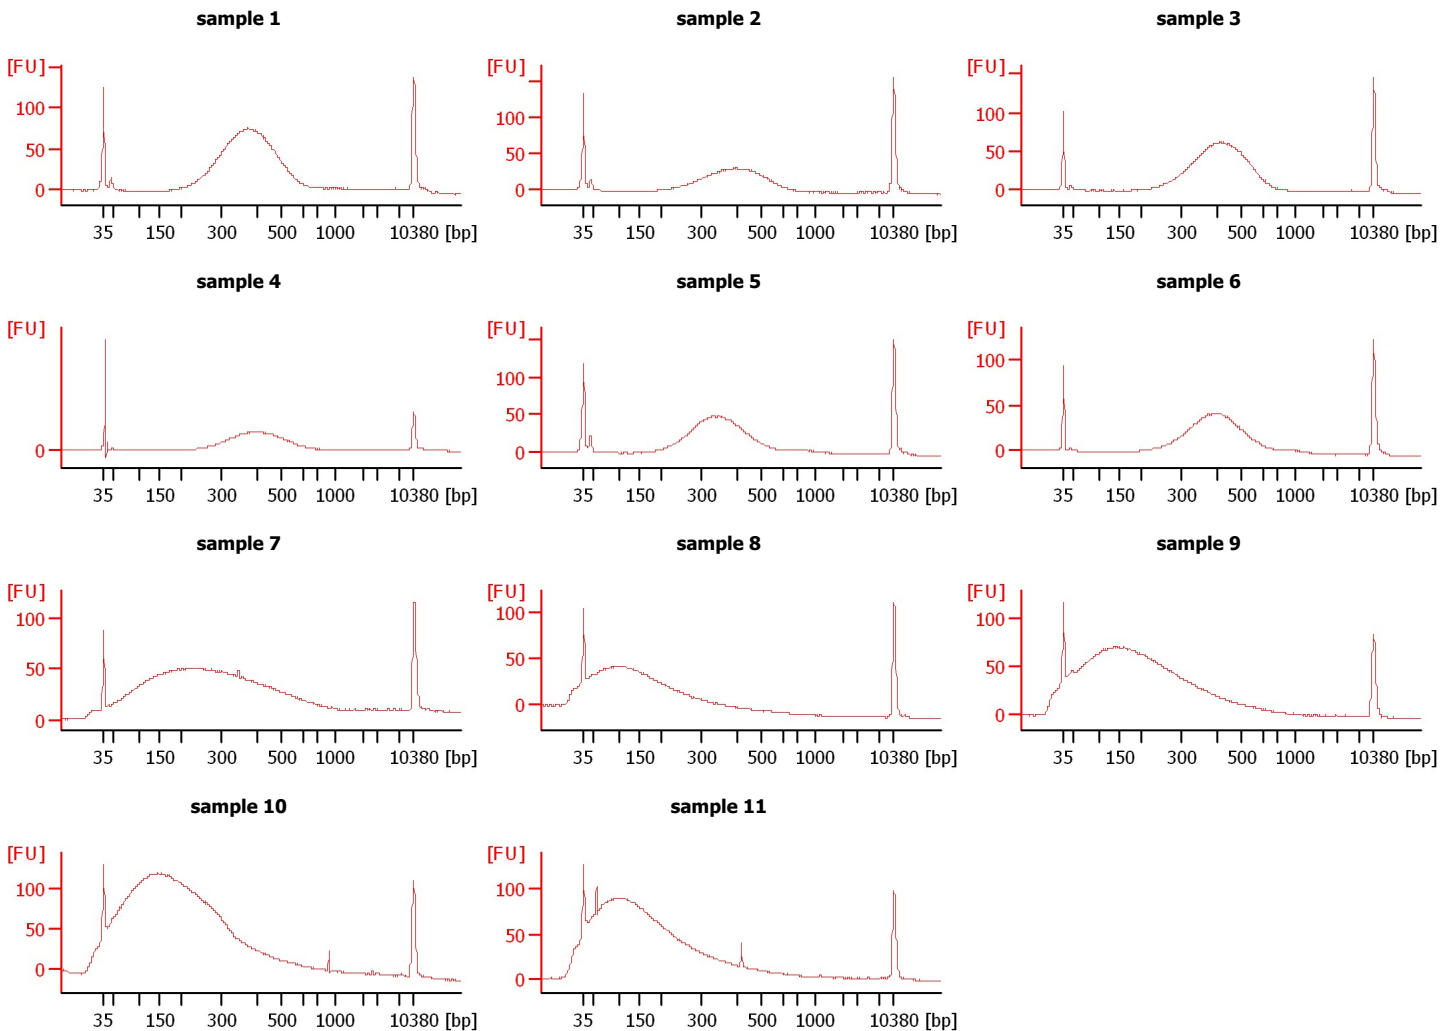 sample 1 sample 2 sample 3
[FU] [FU] [FU]
100 100 100
50 50 50
0 0 0
35 150 300 500 1000 10380 [bp] 35 150 300 500 1000 10380 [bp] 35 150 300 500 1000 10380 [bp]
sample 4 sample 5 sample 6
[FU] [FU] [FU]
100 100
50 50
0 0 0
35 150 300 500 1000 10380 [bp] 35 150 300 500 1000 10380 [bp] 35 150 300 500 1000 10380 [bp]
sample 7 sample 8 sample 9
[FU] [FU] [FU]
100 100 100
50 50 50
0 0 0
35 150 300 500 1000 10380 [bp] 35 150 300 500 1000 10380 [bp] 35 150 300 500 1000 10380 [bp]
sample 10 sample 11
[FU] [FU]
100 100
50 50
0 0
35 150 300 500 1000 10380 [bp] 35 150 300 500 1000 10380 [bp]